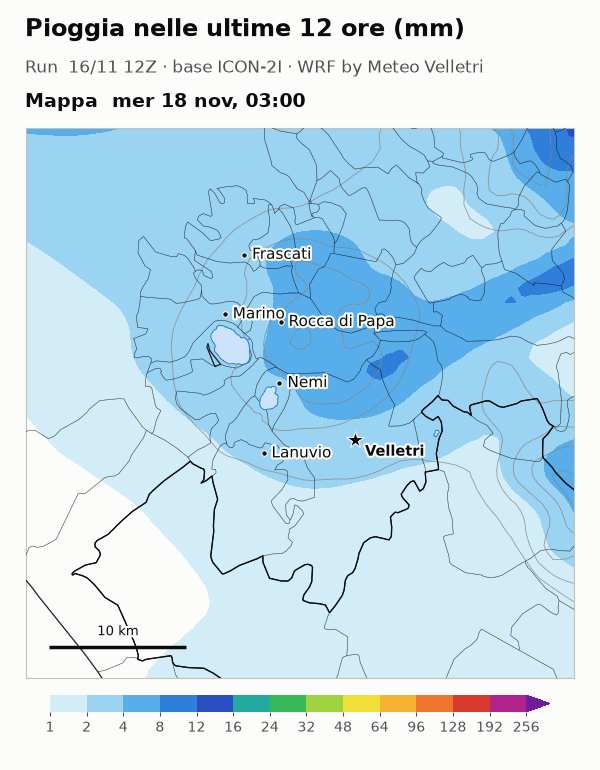 Pioggia nelle ultime 12 ore (mm)
Run  16/11 12Z · base ICON-2I · WRF by Meteo Velletri
Mappa  mer 18 nov, 03:00
Frascati
Marino
Rocca di Papa
Nemi
Velletri
Lanuvio
10 km
1 2 4 8 12 16 24 32 42 48 64 96 128 192 256